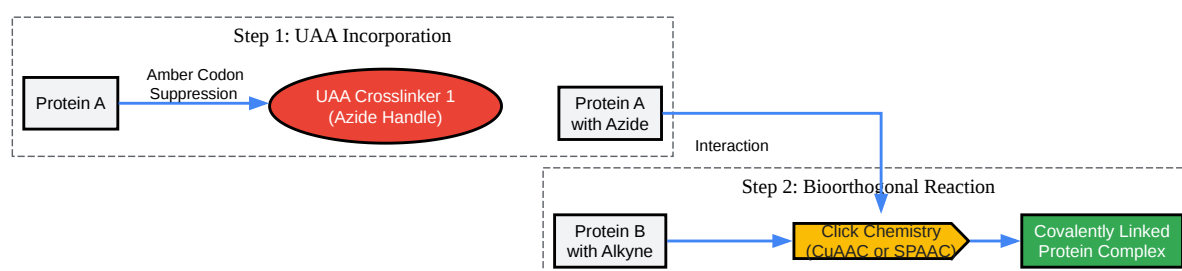 Step 1: UAA Incorporation
Amber Codon
Suppression
Protein A
UAA Crosslinker 1
(Azide Handle)
Protein A
with Azide
Interaction
Step 2: Bioorthogonal Reaction
Protein B
with Alkyne
Click Chemistry
(CuAAC or SPAAC)
Covalently Linked
Protein Complex